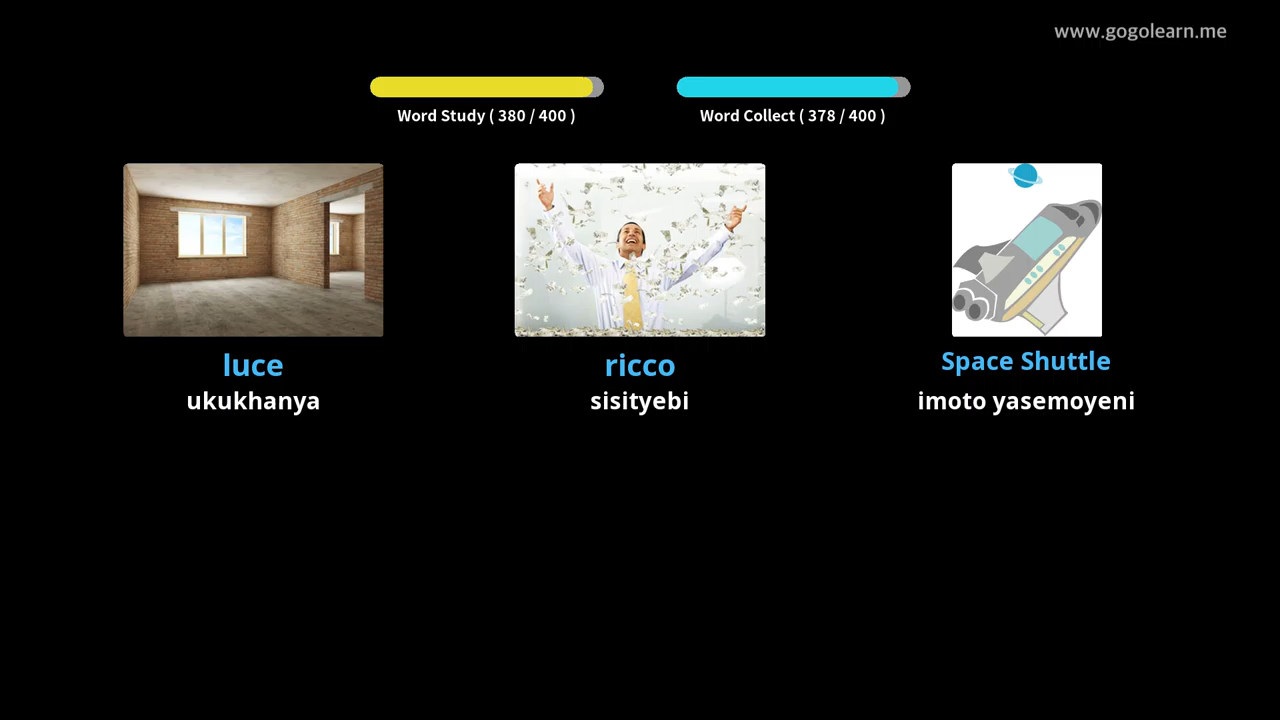 www.gogolearn.me
Word Study ( 380 / 400 )
Word Collect ( 378 / 400 )
luce
ricco
Space Shuttle
ukukhanya
sisityebi
imoto yasemoyeni